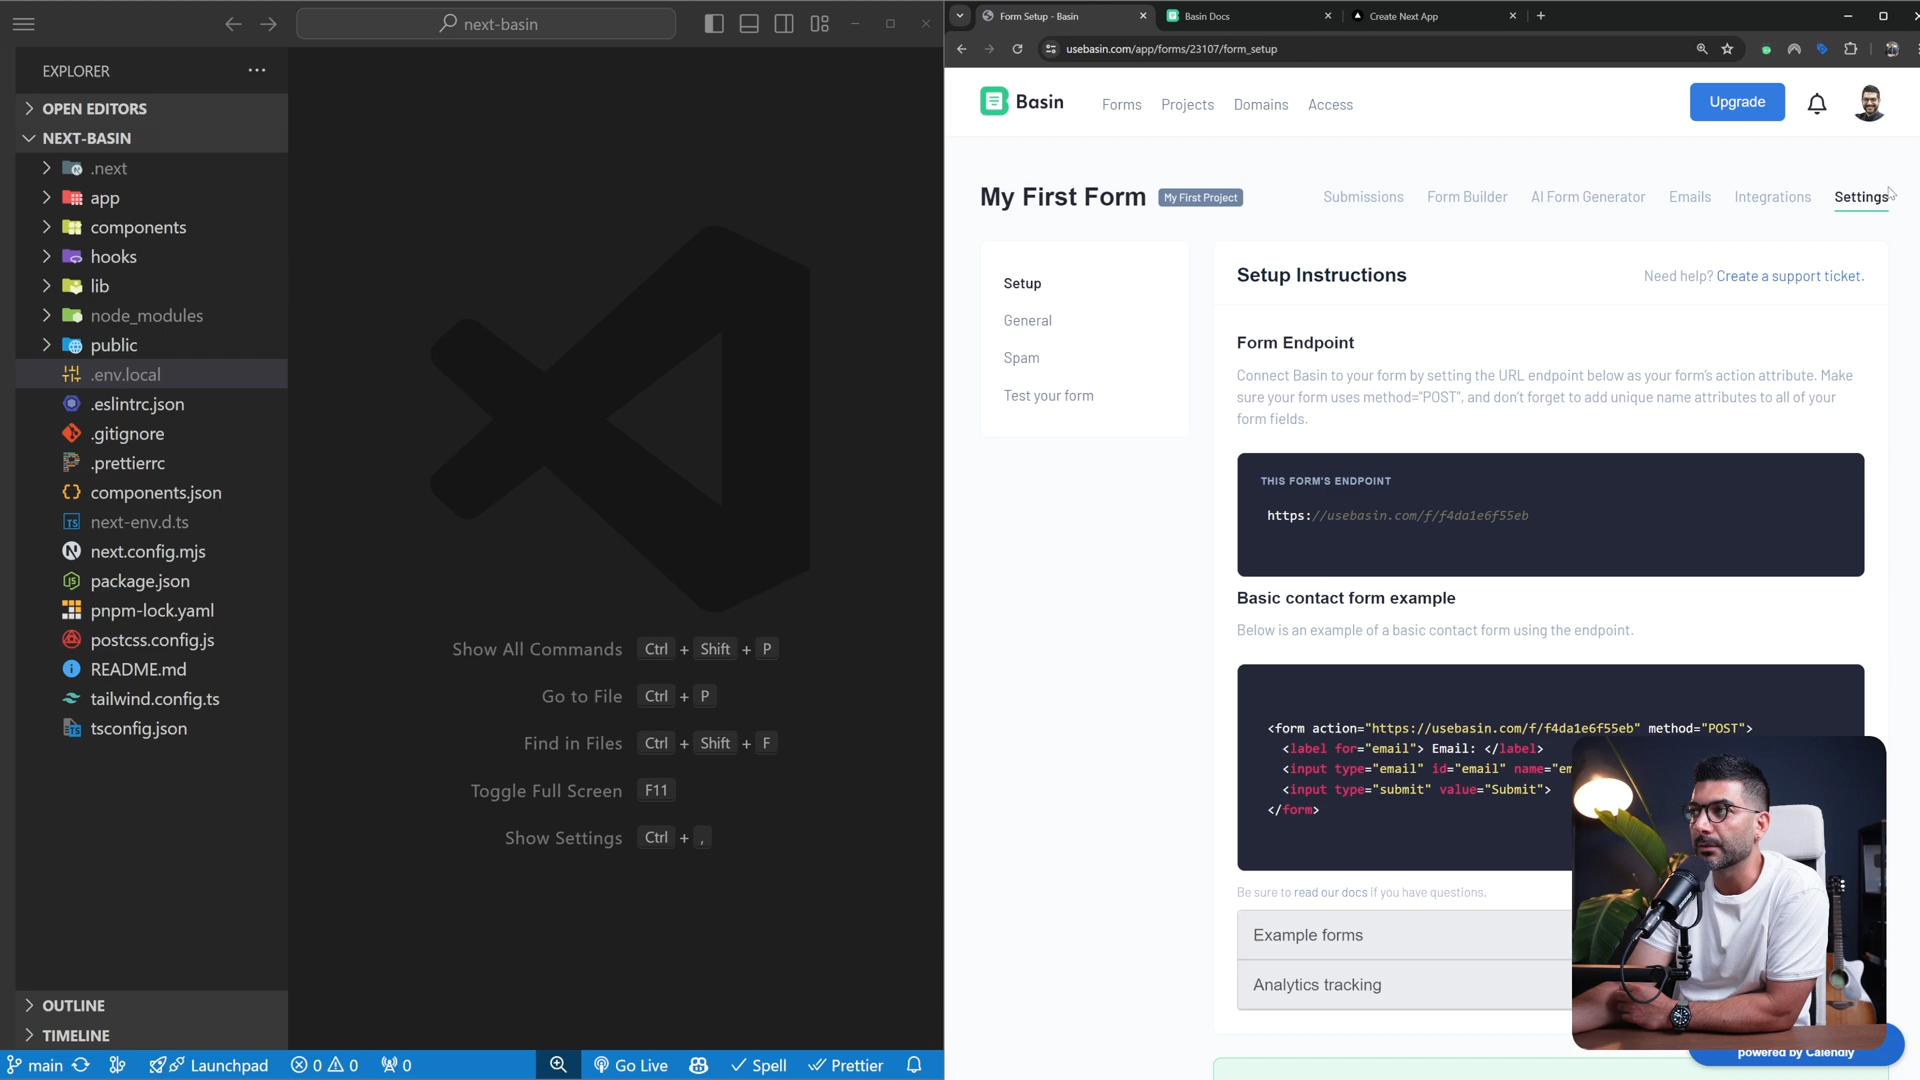 next-basin
EXPLORER
OPEN EDITORS
NEXT-BASIN
.next
app
components
hooks
lib
node_modules
public
.env.local
.eslintrc.json
.gitignore
.prettierrc
components.json
next-env.d.ts
next.config.mjs
package.json
pnpm-lock.yaml
postcss.config.js
README.md
tailwind.config.ts
tsconfig.json
OUTLINE
TIMELINE
Show All Commands Ctrl + Shift + P
Go to File Ctrl + P
Find in Files Ctrl + Shift + F
Toggle Full Screen F11
Show Settings Ctrl + ,
main Launchpad 0 0 0 Go Live Spell Prettier
Form Setup - Basin
Basin Docs
Create Next App
usebasin.com/app/forms/23107/form_setup
Basin Forms Projects Domains Access Upgrade
My First Form My First Project Submissions Form Builder AI Form Generator Emails Integrations Settings
Setup
General
Spam
Test your form
Setup Instructions
Need help? Create a support ticket.
Form Endpoint
Connect Basin to your form by setting the URL endpoint below as your form's action attribute. Make
sure your form uses method="POST", and don't forget to add unique name attributes to all of your
form fields.
THIS FORM'S ENDPOINT
https://usebasin.com/f/f4da1e6f55eb
Basic contact form example
Below is an example of a basic contact form using the endpoint.
<form action="https://usebasin.com/f/f4da1e6f55eb" method="POST">
<label for="email"> Email: </label>
<input type="email" id="email" name="em
<input type="submit" value="Submit">
</form>
Be sure to read our docs if you have questions.
Example forms
Analytics tracking
powered by Calendly